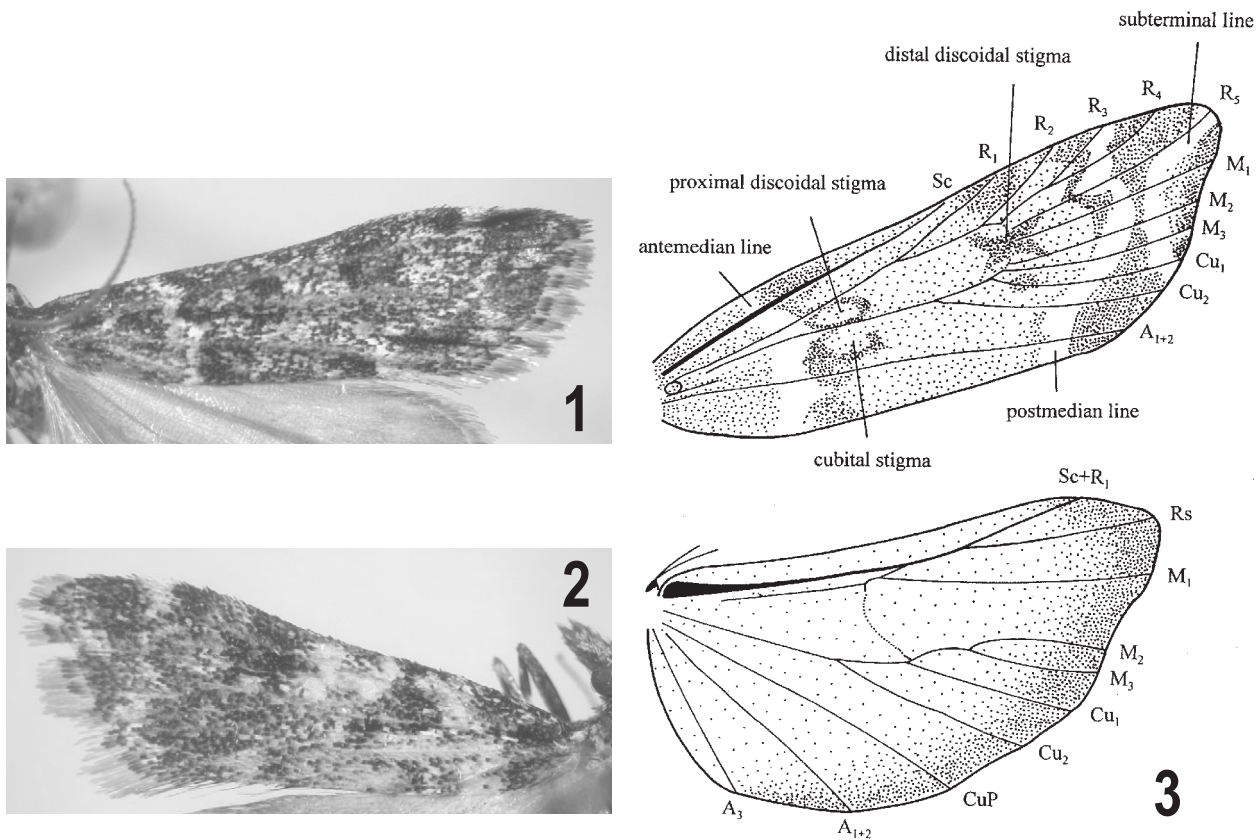 subterminal line
distal discoidal stigma
R₅
R₄
R₃
R₂
R₁
Sc
M₁
proximal discoidal stigma
M₂
M₃
antemedian line
Cu₁
Cu₂
A₁₊₂
1
postmedian line
cubital stigma
Sc+R₁
Rs
2
M₁
M₂
M₃
Cu₁
Cu₂
CuP
3
A₃
A₁₊₂